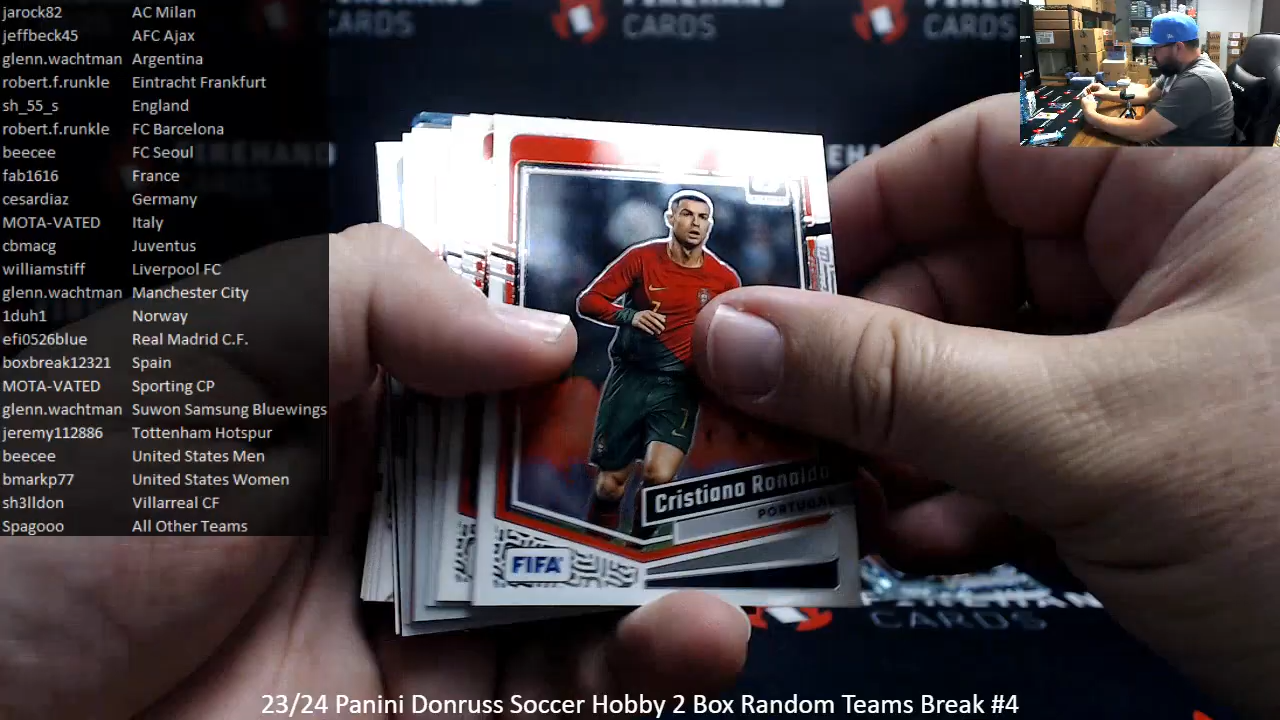 jarock82 AC Milan
jeffbeck45 AFC Ajax
glenn.wachtman Argentina
robert.f.runkle Eintracht Frankfurt
sh_55_s England
robert.f.runkle FC Barcelona
beecee FC Seoul
fab1616 France
cesardiaz Germany
MOTA-VATED Italy
cbmacg Juventus
williamstiff Liverpool FC
glenn.wachtman Manchester City
1duh1 Norway
efi0526blue Real Madrid C.F.
boxbreak12321 Spain
MOTA-VATED Sporting CP
glenn.wachtman Suwon Samsung Bluewings
jeremy112886 Tottenham Hotspur
beecee United States Men
bmarkp77 United States Women
sh3lldon Villarreal CF
Spagooo All Other Teams
CARDS
CARDS
CARDS
7
7
Cristiano Ronaldo
PORTUGAL
FIFA
CARDS
23/24 Panini Donruss Soccer Hobby 2 Box Random Teams Break #4